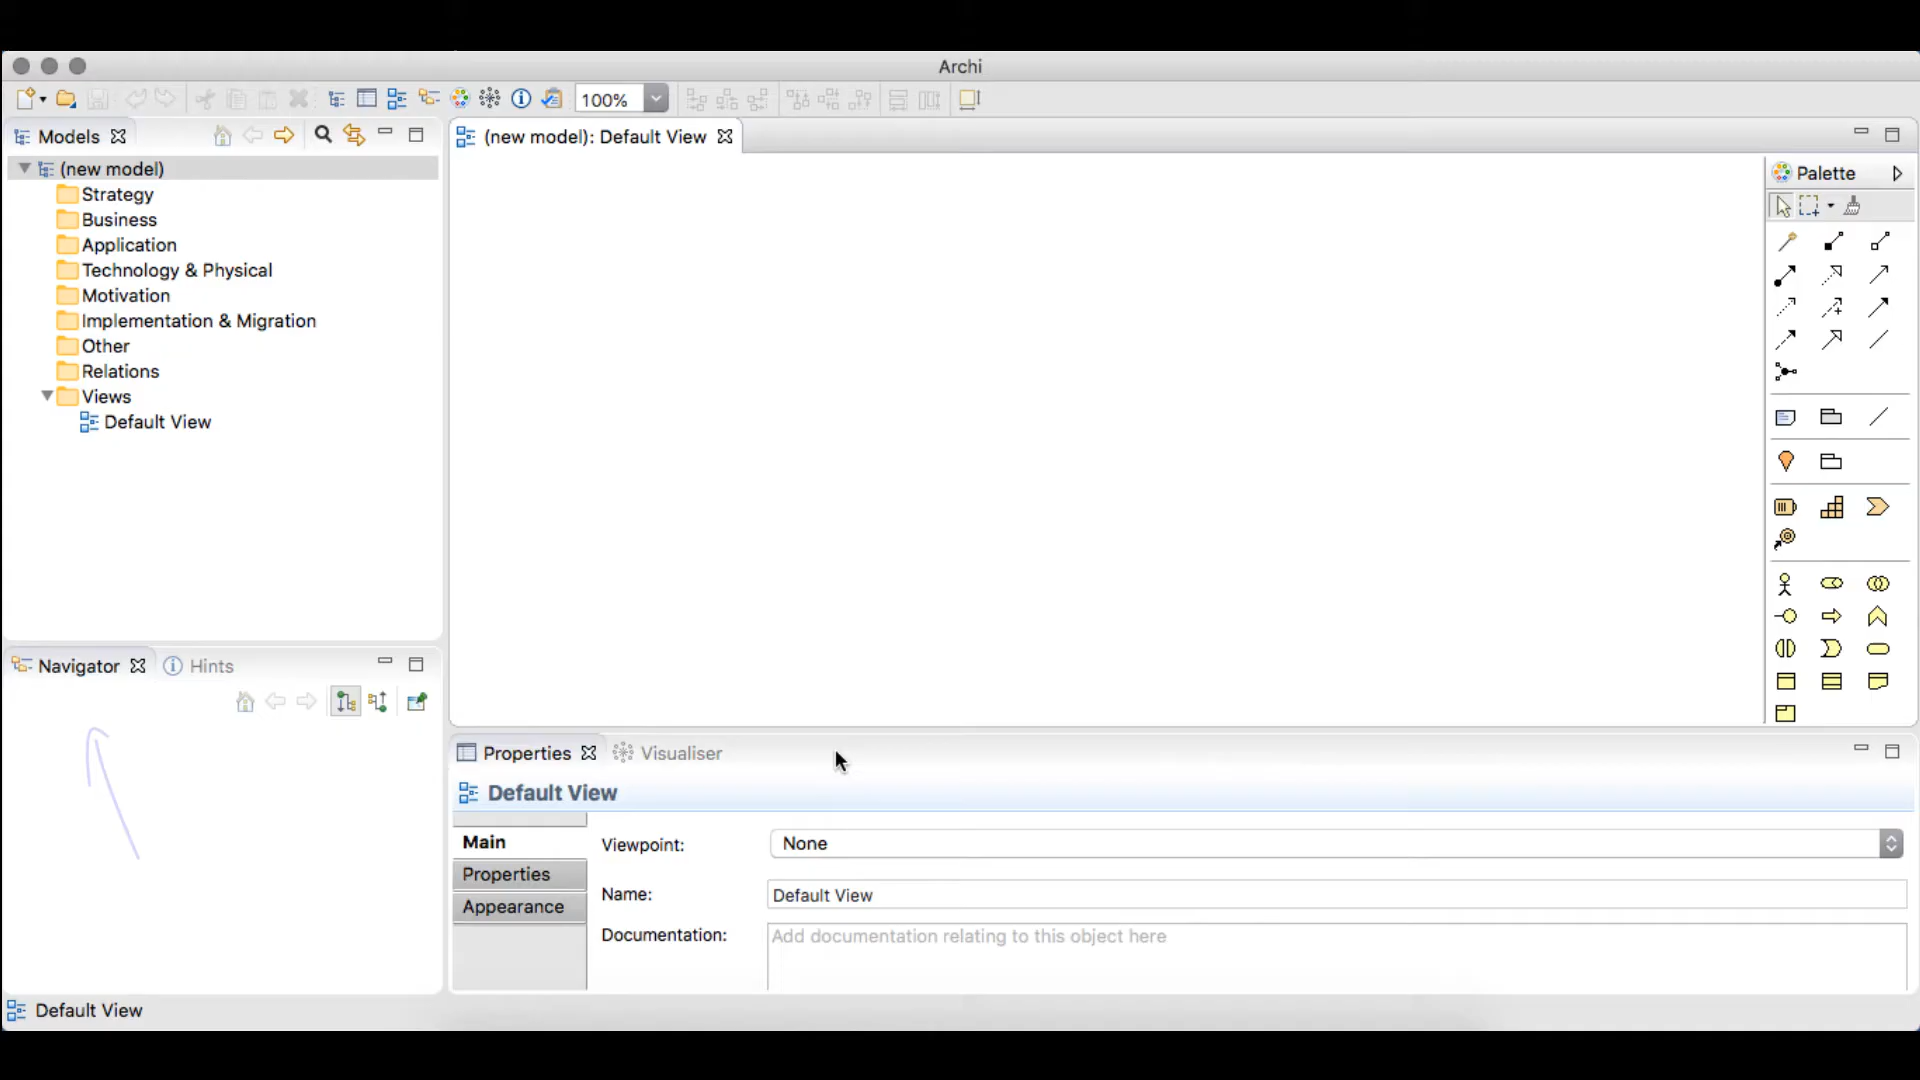 Archi
100%
Models
(new model): Default View
(new model)
Palette
Strategy
Business
Application
Technology & Physical
Motivation
Implementation & Migration
Other
Relations
Views
Default View
Navigator
Hints
Properties
Visualiser
Default View
Main
Viewpoint:
None
Properties
Name:
Default View
Appearance
Documentation:
Add documentation relating to this object here
Default View